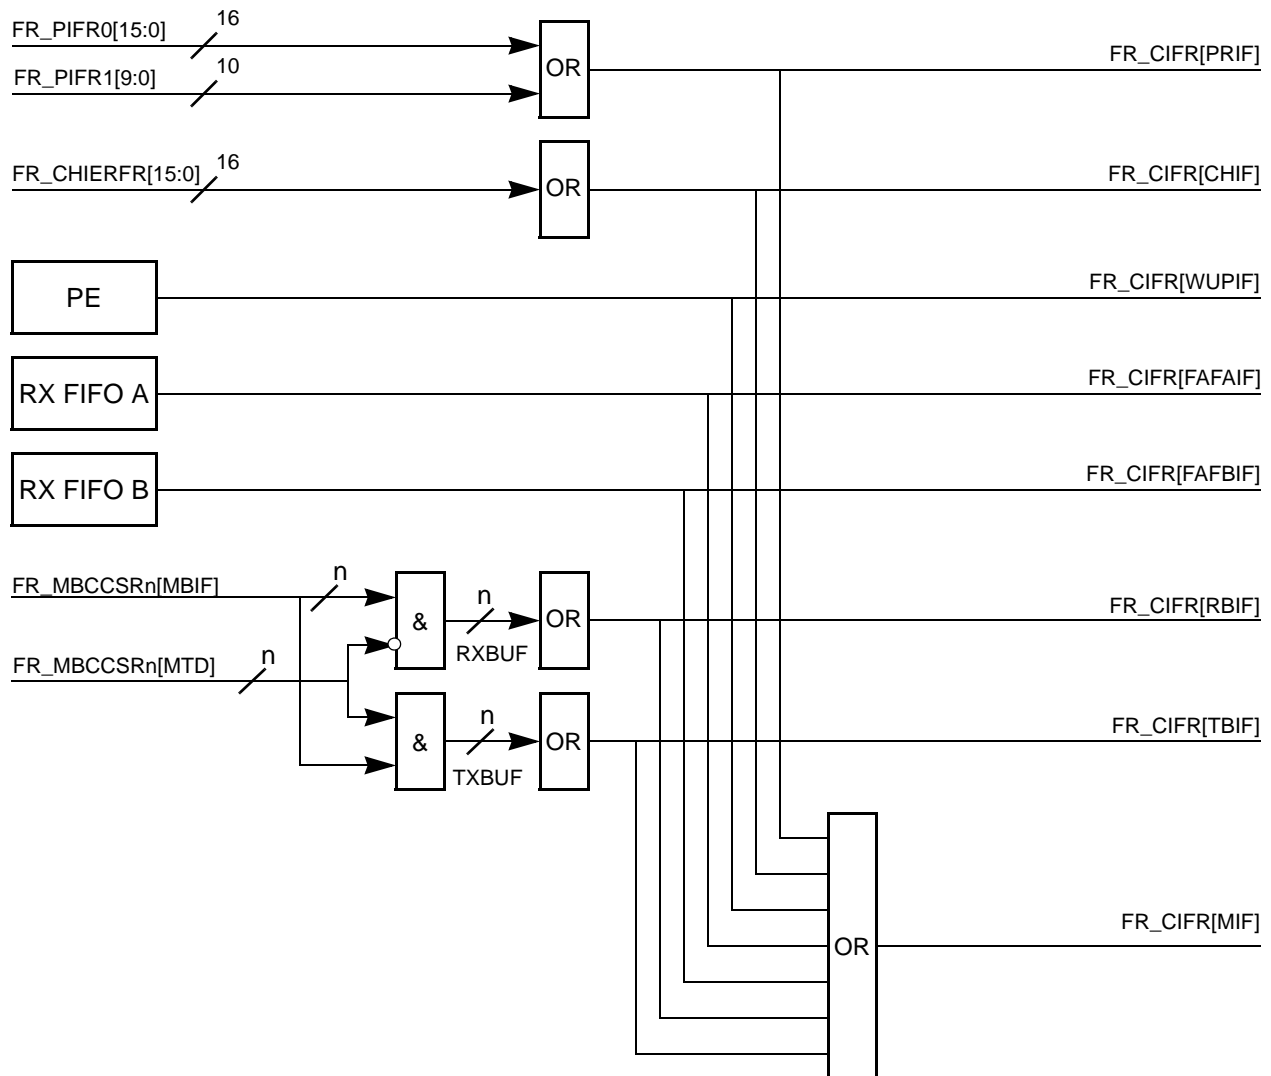 FR_PIFR0[15:0]
16
FR_PIFR1[9:0]
10
OR
FR_CIFR[PRIF]
FR_CHIERFR[15:0]
16
OR
FR_CIFR[CHIF]
PE
FR_CIFR[WUPIF]
RX FIFO A
FR_CIFR[FAFAIF]
RX FIFO B
FR_CIFR[FAFBIF]
FR_MBCCSRn[MBIF]
n
&
n
RXBUF
OR
FR_CIFR[RBIF]
FR_MBCCSRn[MTD]
n
&
n
TXBUF
OR
FR_CIFR[TBIF]
OR
FR_CIFR[MIF]